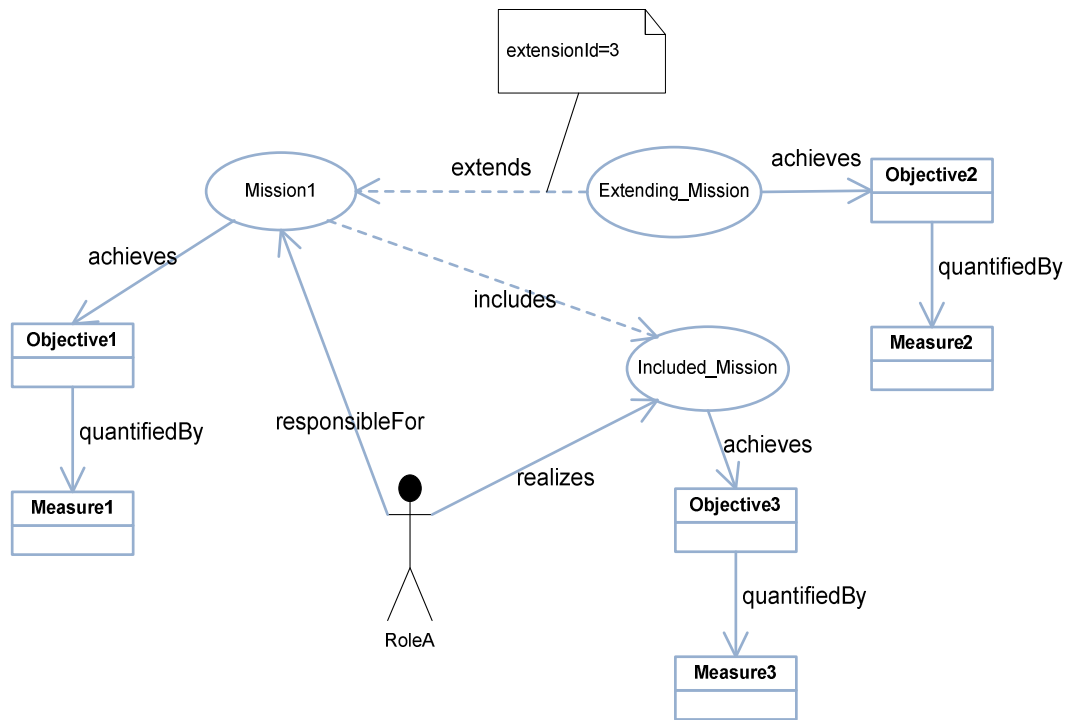 extensionId=3
extends
achieves
Mission1
Extending_Mission
Objective2
achieves
quantifiedBy
includes
Objective1
Measure2
Included_Mission
quantifiedBy
responsibleFor
achieves
realizes
Measure1
Objective3
quantifiedBy
RoleA
Measure3